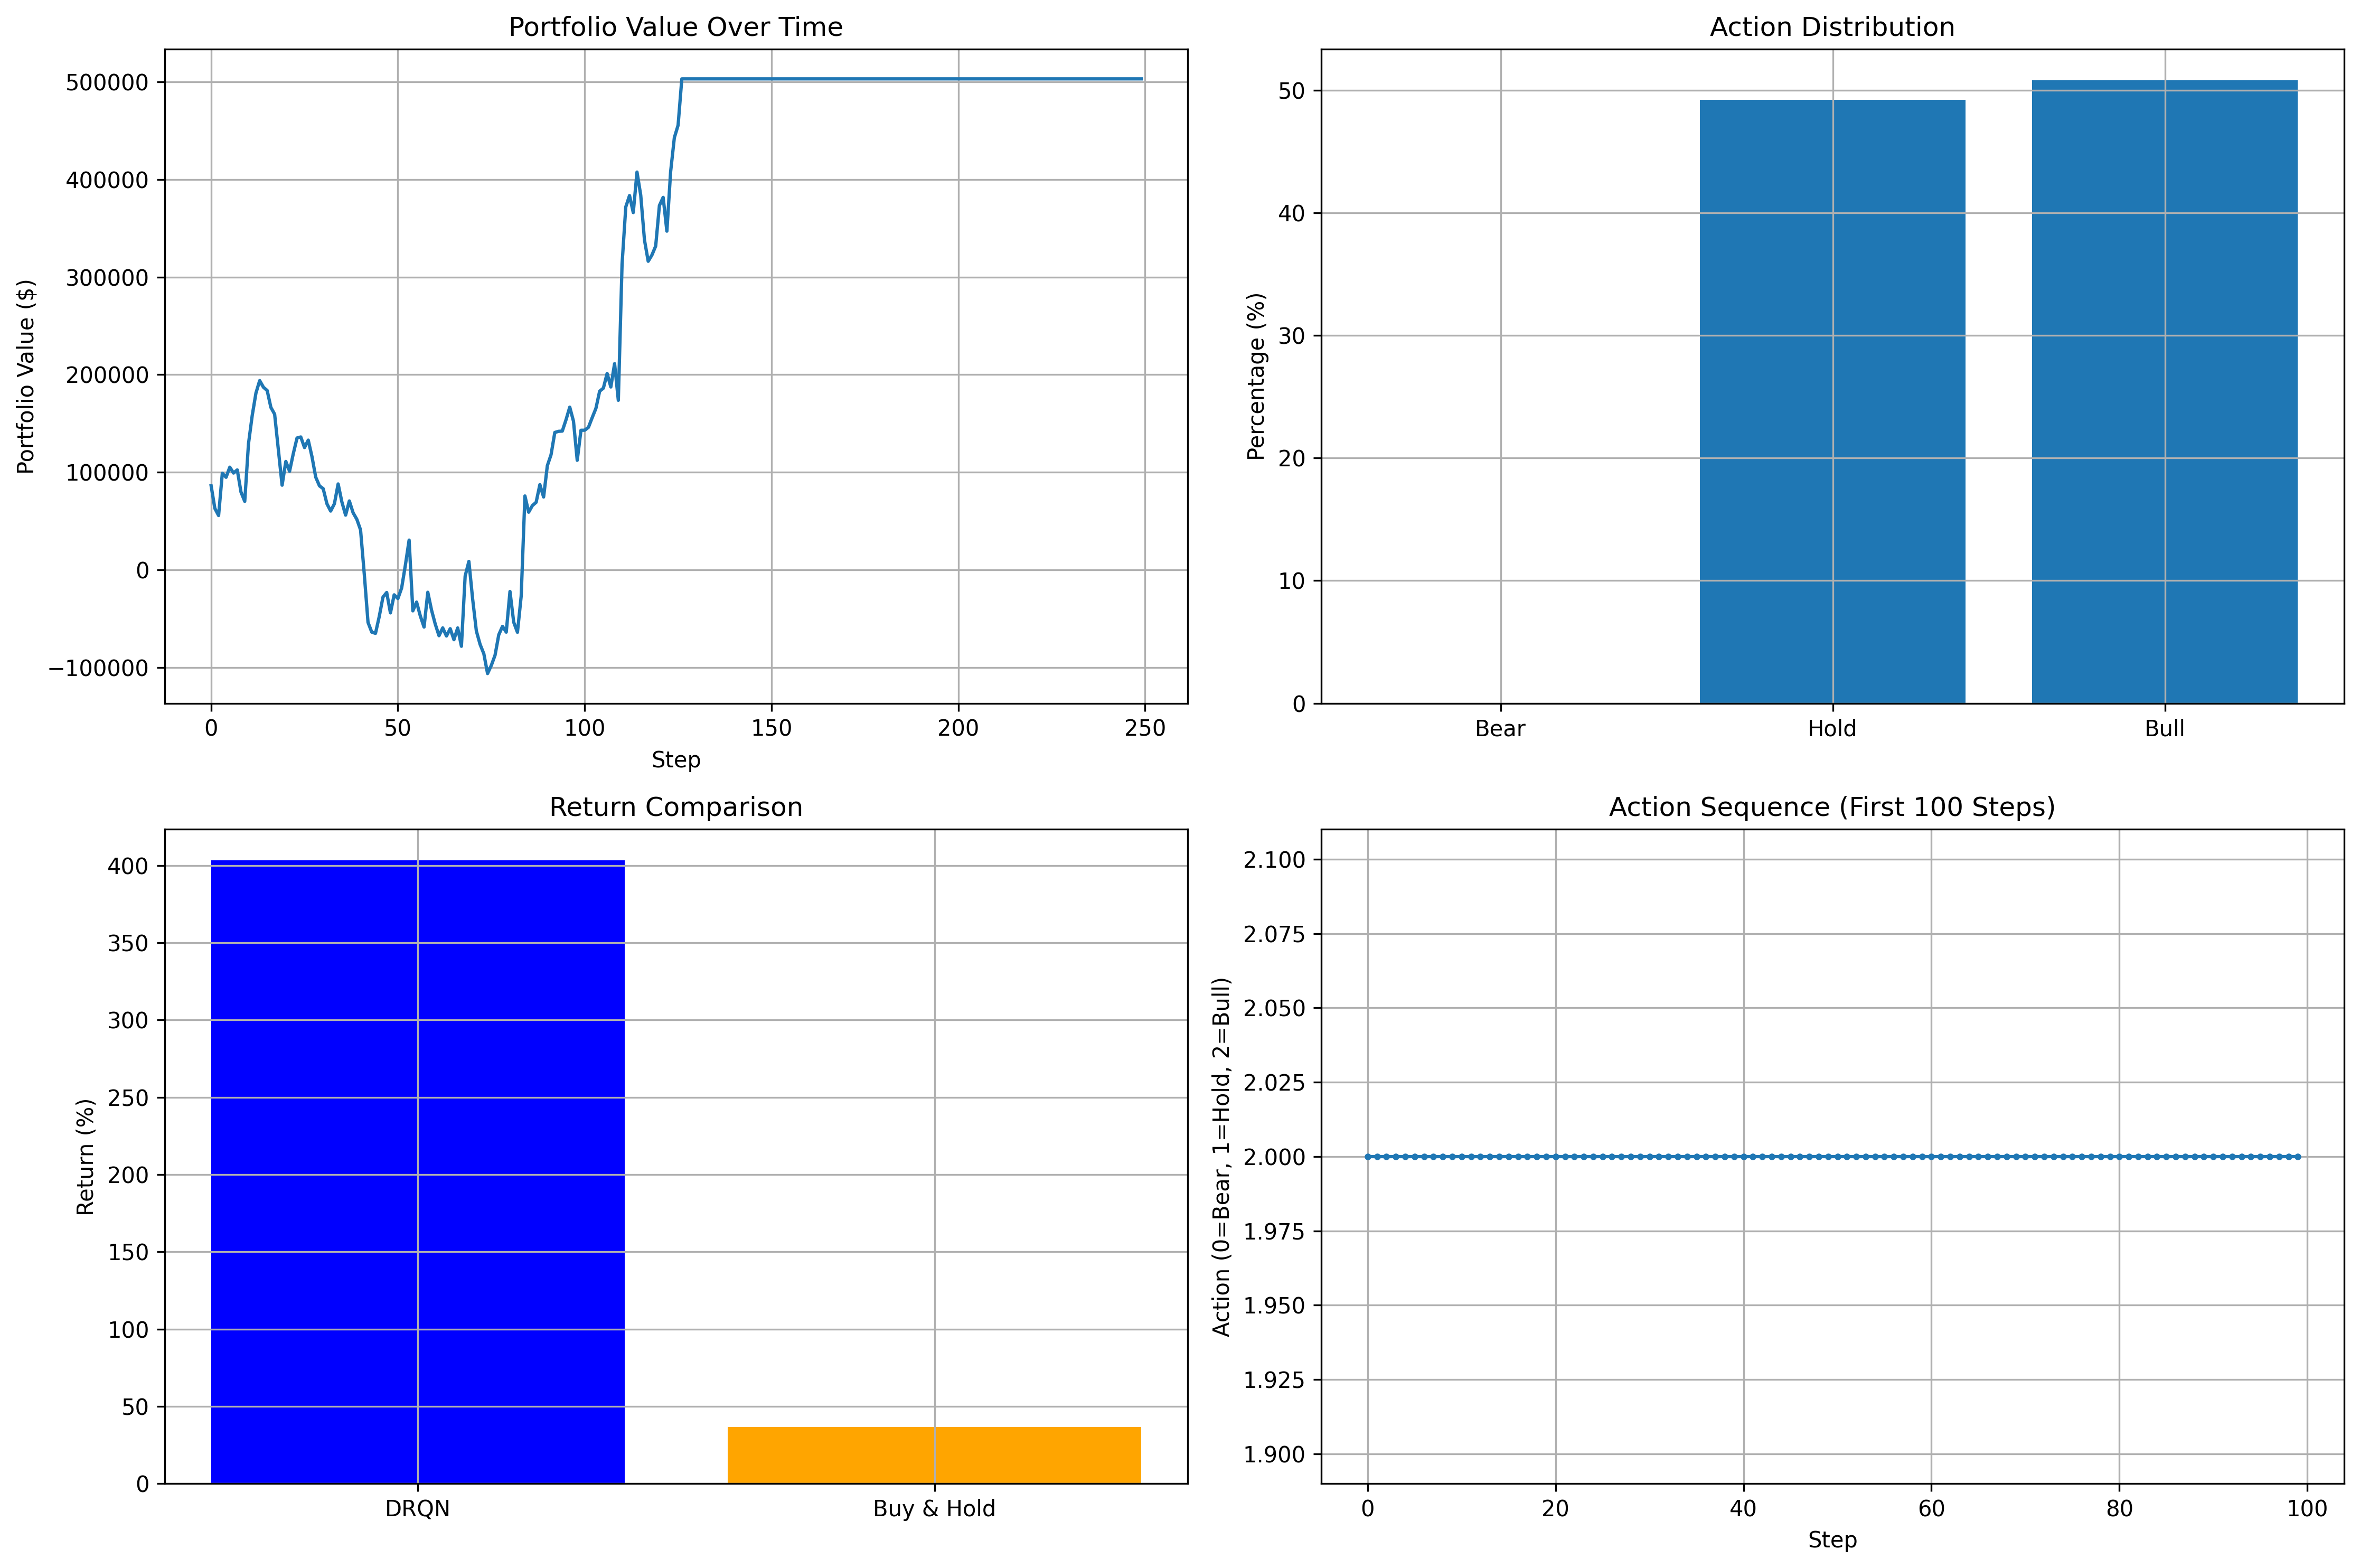 Portfolio Value Over Time
Portfolio Value ($)
500000
400000
300000
200000
100000
0
−100000
0 50 100 150 200 250
Step
Action Distribution
Percentage (%)
50
40
30
20
10
0
Bear Hold Bull
Return Comparison
Return (%)
400
350
300
250
200
150
100
50
0
DRQN Buy & Hold
Action Sequence (First 100 Steps)
Action (0=Bear, 1=Hold, 2=Bull)
2.100
2.075
2.050
2.025
2.000
1.975
1.950
1.925
1.900
0 20 40 60 80 100
Step